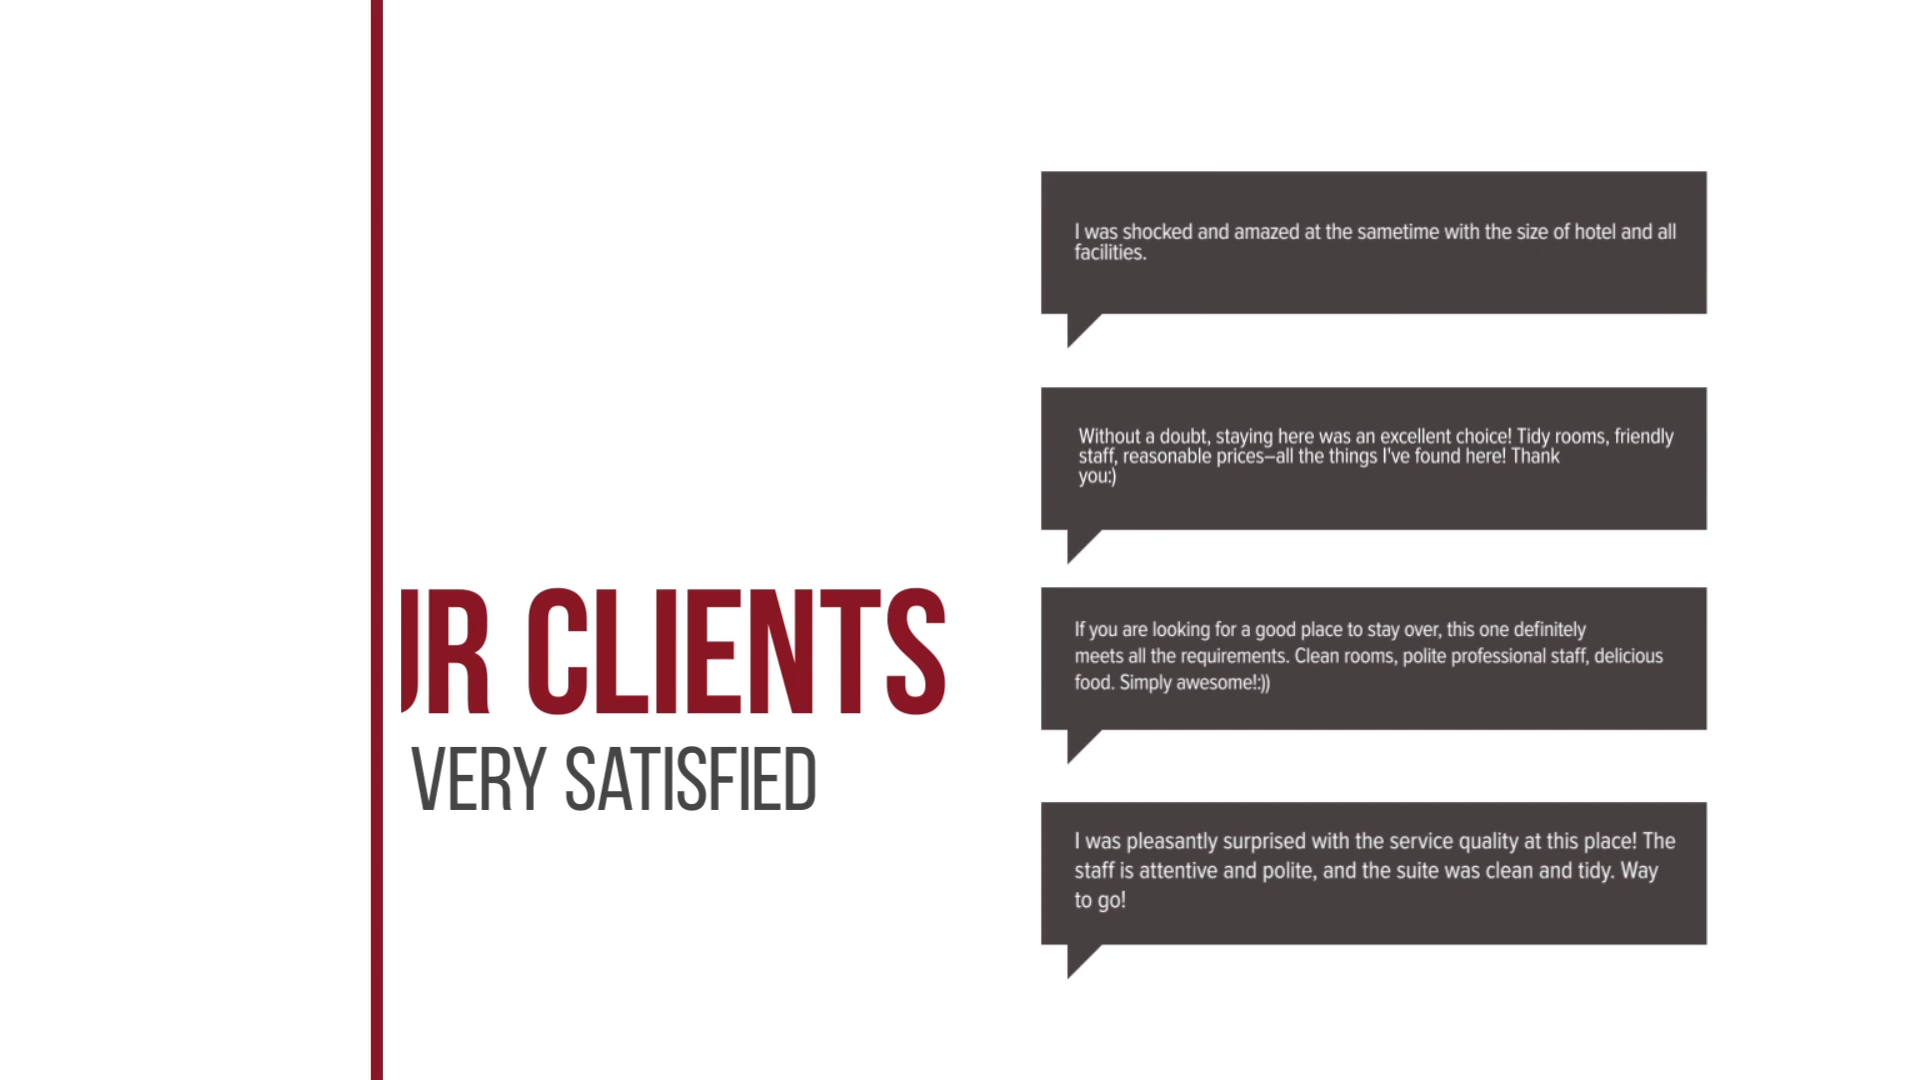 UR CLIENTS
VERY SATISFIED
I was shocked and amazed at the sametime with the size of hotel and all
facilities.
Without a doubt, staying here was an excellent choice! Tidy rooms, friendly
staff, reasonable prices–all the things I've found here! Thank
you:)
If you are looking for a good place to stay over, this one definitely
meets all the requirements. Clean rooms, polite professional staff, delicious
food. Simply awesome!:))
I was pleasantly surprised with the service quality at this place! The
staff is attentive and polite, and the suite was clean and tidy. Way
to go!